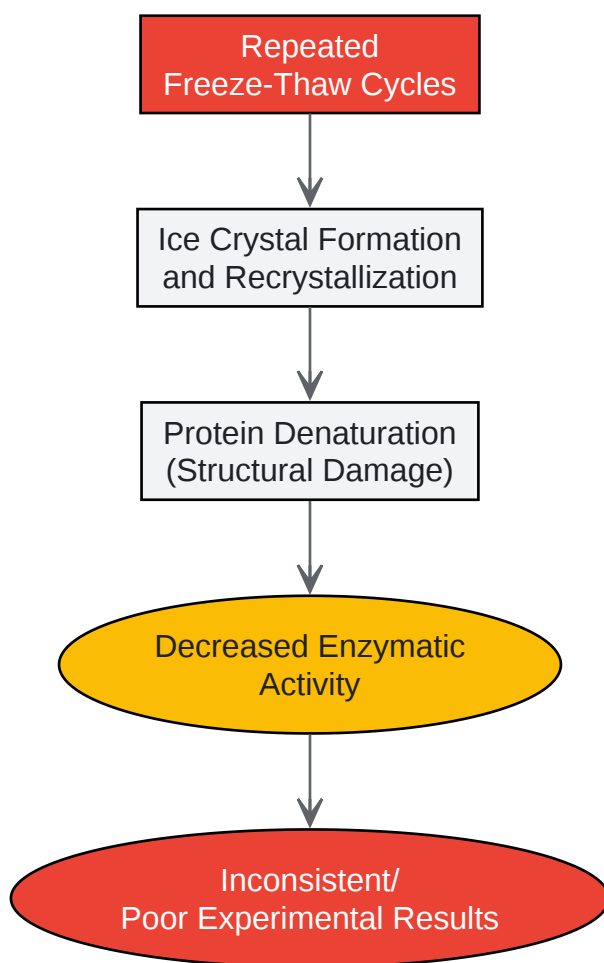 Repeated
Freeze-Thaw Cycles
Ice Crystal Formation
and Recrystallization
Protein Denaturation
(Structural Damage)
Decreased Enzymatic
Activity
Inconsistent/
Poor Experimental Results